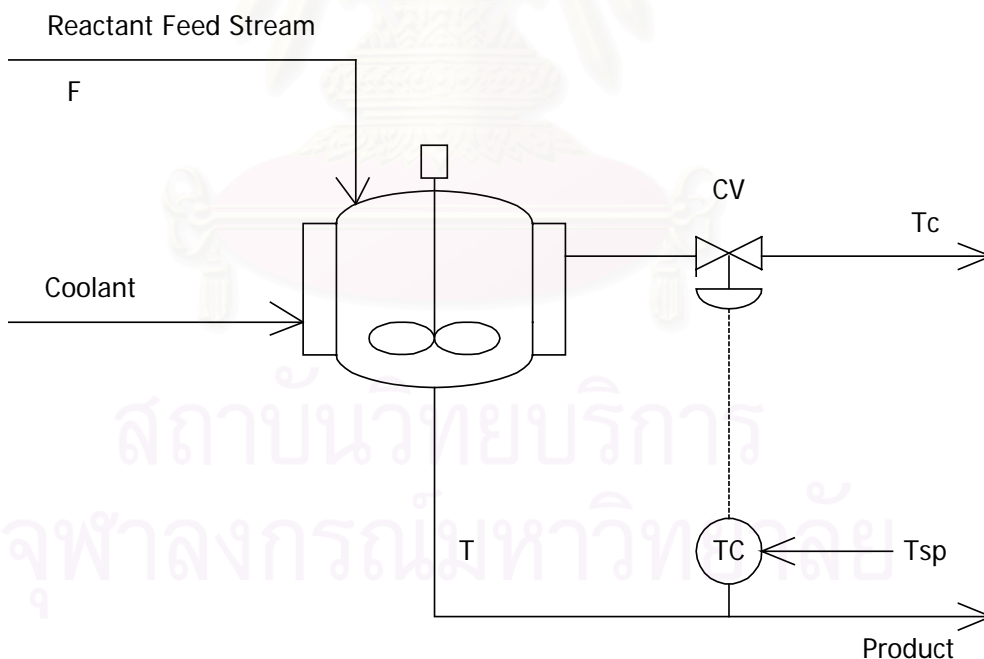 Reactant Feed Stream
F
CV
Tc
Coolant
สถาบันวิทยบริการ
จุฬาลงกรณ์มหาวิทยาลัย
T
TC
Tsp
Product